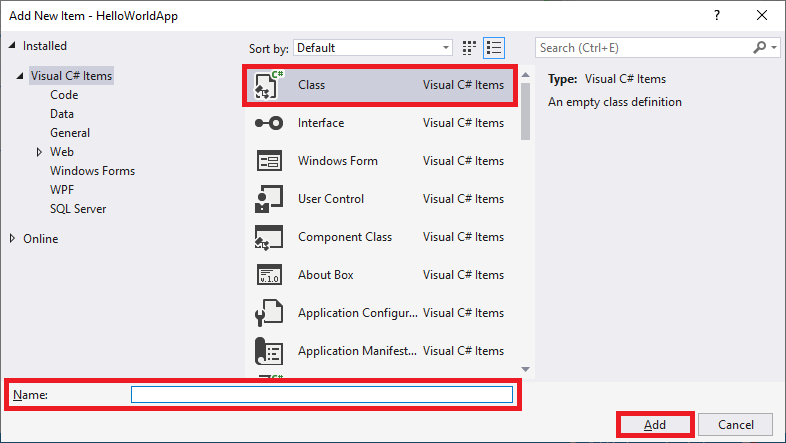 Add New Item - HelloWorldApp
Installed
Visual C# Items
Code
Data
General
Web
Windows Forms
WPF
SQL Server
Online
Sort by: Default
C# Class Visual C# Items
Interface Visual C# Items
Windows Form Visual C# Items
User Control Visual C# Items
Component Class Visual C# Items
v.1.0 About Box Visual C# Items
Application Configur... Visual C# Items
Application Manifest... Visual C# Items
Search (Ctrl+E)
Type: Visual C# Items
An empty class definition
Name:
Add Cancel